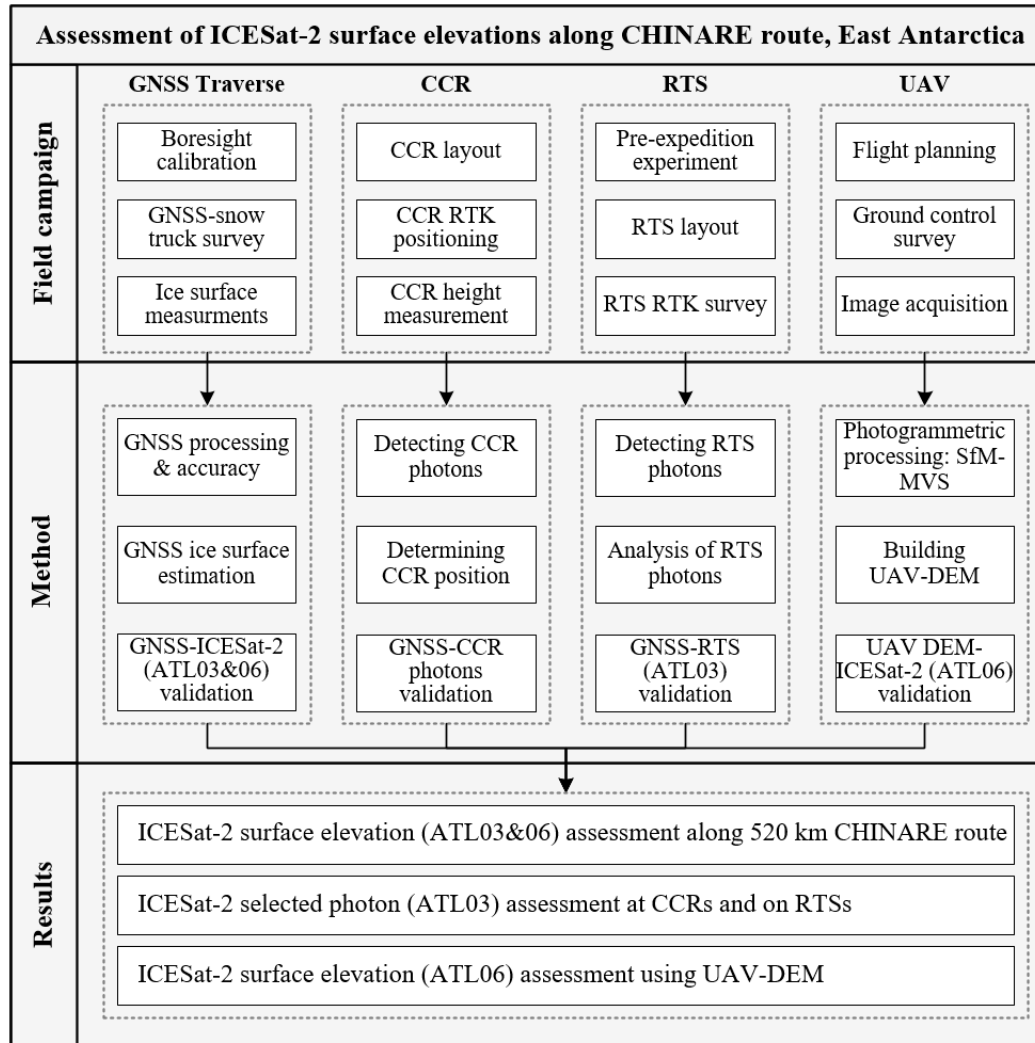 Assessment of ICESat-2 surface elevations along CHINARE route, East Antarctica
Field campaign
GNSS Traverse
Boresight
calibration
GNSS-snow
truck survey
Ice surface
measurments
CCR
CCR layout
CCR RTK
positioning
CCR height
measurement
RTS
Pre-expedition
experiment
RTS layout
RTS RTK survey
UAV
Flight planning
Ground control
survey
Image acquisition
Method
GNSS processing
& accuracy
GNSS ice surface
estimation
GNSS-ICESat-2
(ATL03&06)
validation
Detecting CCR
photons
Determining
CCR position
GNSS-CCR
photons
validation
Detecting RTS
photons
Analysis of RTS
photons
GNSS-RTS
(ATL03)
validation
Photogrammetric
processing: SfM-
MVS
Building
UAV-DEM
UAV DEM-
ICESat-2 (ATL06)
validation
Results
ICESat-2 surface elevation (ATL03&06) assessment along 520 km CHINARE route
ICESat-2 selected photon (ATL03) assessment at CCRs and on RTSs
ICESat-2 surface elevation (ATL06) assessment using UAV-DEM